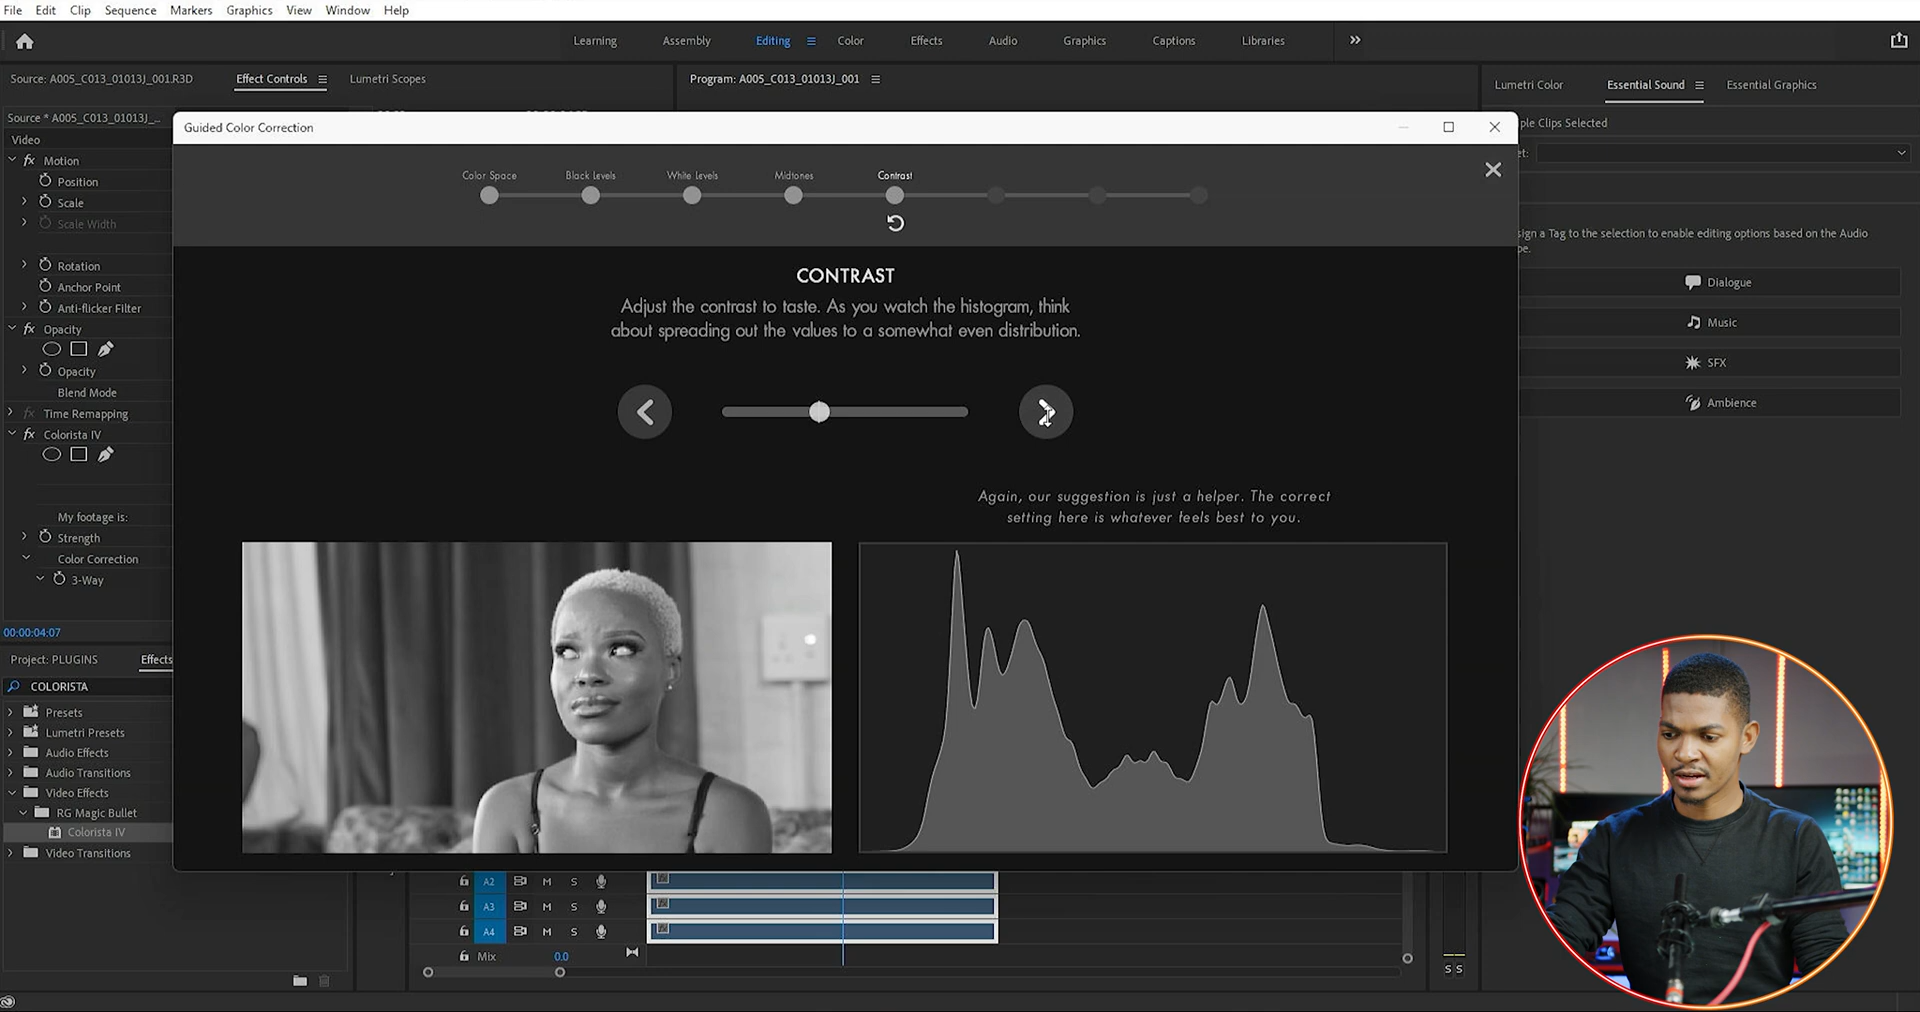 File Edit Clip Sequence Markers Graphics View Window Help
Learning Assembly Editing Color Effects Audio Graphics Captions Libraries
Source: A005_C013_01013J_001.R3D Effect Controls Lumetri Scopes
Program: A005_C013_01013J_001
Lumetri Color Essential Sound Essential Graphics
Source * A005_C013_01013J_...
ple Clips Selected
Guided Color Correction
Video
fx Motion
Position
Scale
Scale Width
Rotation
Anchor Point
Anti-flicker Filter
fx Opacity
Opacity
Blend Mode
fx Time Remapping
fx Colorista IV
My footage is:
Strength
Color Correction
3-Way
00:00:04:07
Color Space Black Levels White Levels Midtones Contrast
CONTRAST
Adjust the contrast to taste. As you watch the histogram, think
about spreading out the values to a somewhat even distribution.
Again, our suggestion is just a helper. The correct
setting here is whatever feels best to you.
et:
sign a Tag to the selection to enable editing options based on the Audio
pe.
Dialogue
Music
SFX
Ambience
Project: PLUGINS Effects
COLORISTA
Presets
Lumetri Presets
Audio Effects
Audio Transitions
Video Effects
RG Magic Bullet
Colorista IV
Video Transitions
A2 M S
A3 M S
A4 M S
Mix 0.0
S S